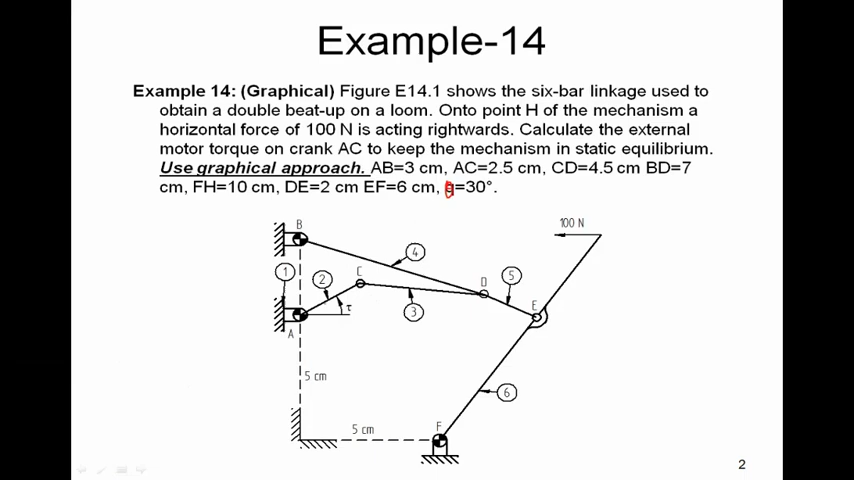 Example-14
Example 14: (Graphical) Figure E14.1 shows the six-bar linkage used to
obtain a double beat-up on a loom. Onto point H of the mechanism a
horizontal force of 100 N is acting rightwards. Calculate the external
motor torque on crank AC to keep the mechanism in static equilibrium.
Use graphical approach. AB=3 cm, AC=2.5 cm, CD=4.5 cm BD=7
cm, FH=10 cm, DE=2 cm EF=6 cm, q=30°.
100 N
B
4
1
2
C
D
5
τ
3
E
A
5 cm
6
5 cm
F
2